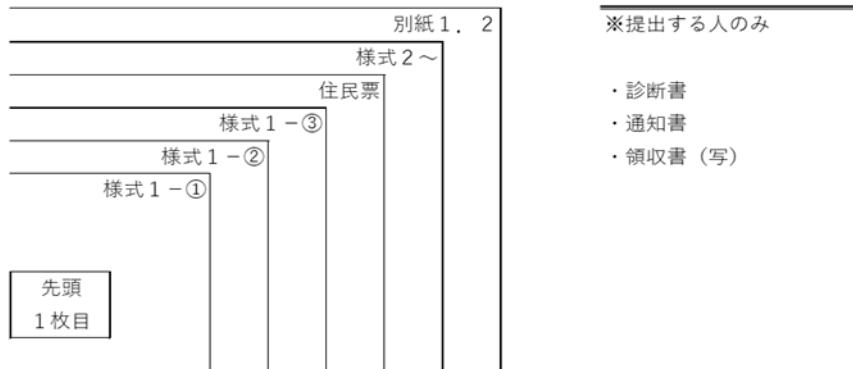 別紙１．２
様式２～
住民票
様式１－③
様式１－②
様式１－①
先頭
１枚目
※提出する人のみ
・診断書
・通知書
・領収書（写）